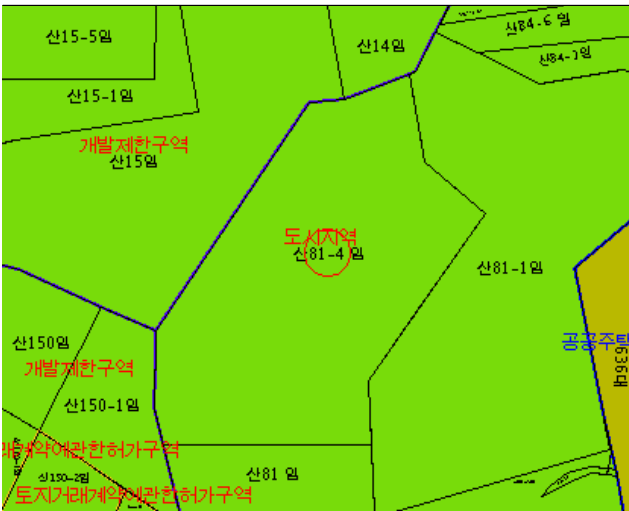 산15-5임
산14임
산84-6 임
산84-7임
산15-1임
개발제한구역
산15임
도시지역
산81-4 임
산81-1임
산150임
공공주택
636대
개발제한구역
산150-1임
래계약에관한허가구역
산150-2임
산81 임
토지거래계약에관한허가구역